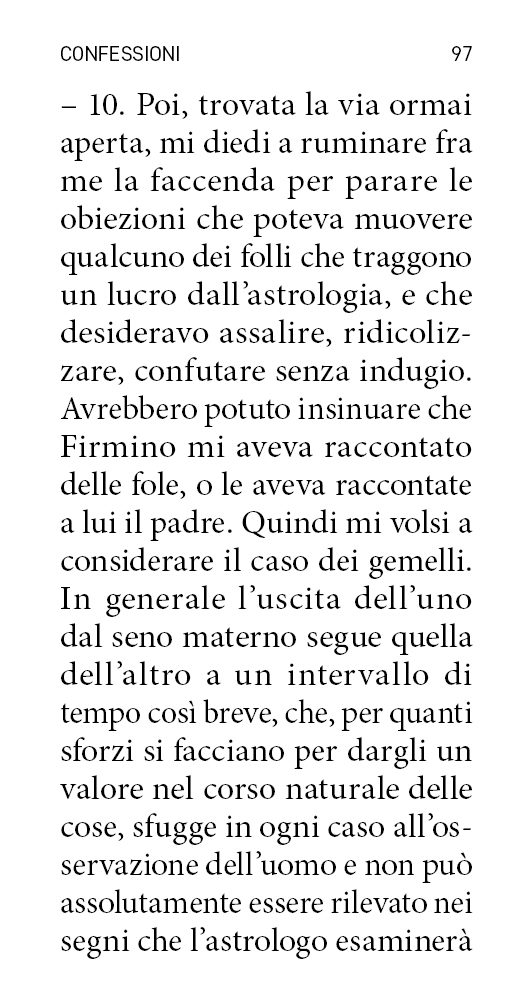 CONFESSIONI 97
– 10. Poi, trovata la via ormai
aperta, mi diedi a ruminare fra
me la faccenda per parare le
obiezioni che poteva muovere
qualcuno dei folli che traggono
un lucro dall’astrologia, e che
desideravo assalire, ridicoliz-
zare, confutare senza indugio.
Avrebbero potuto insinuare che
Firmino mi aveva raccontato
delle fole, o le aveva raccontate
a lui il padre. Quindi mi volsi a
considerare il caso dei gemelli.
In generale l’uscita dell’uno
dal seno materno segue quella
dell’altro a un intervallo di
tempo così breve, che, per quanti
sforzi si facciano per dargli un
valore nel corso naturale delle
cose, sfugge in ogni caso all’os-
servazione dell’uomo e non può
assolutamente essere rilevato nei
segni che l’astrologo esaminerà